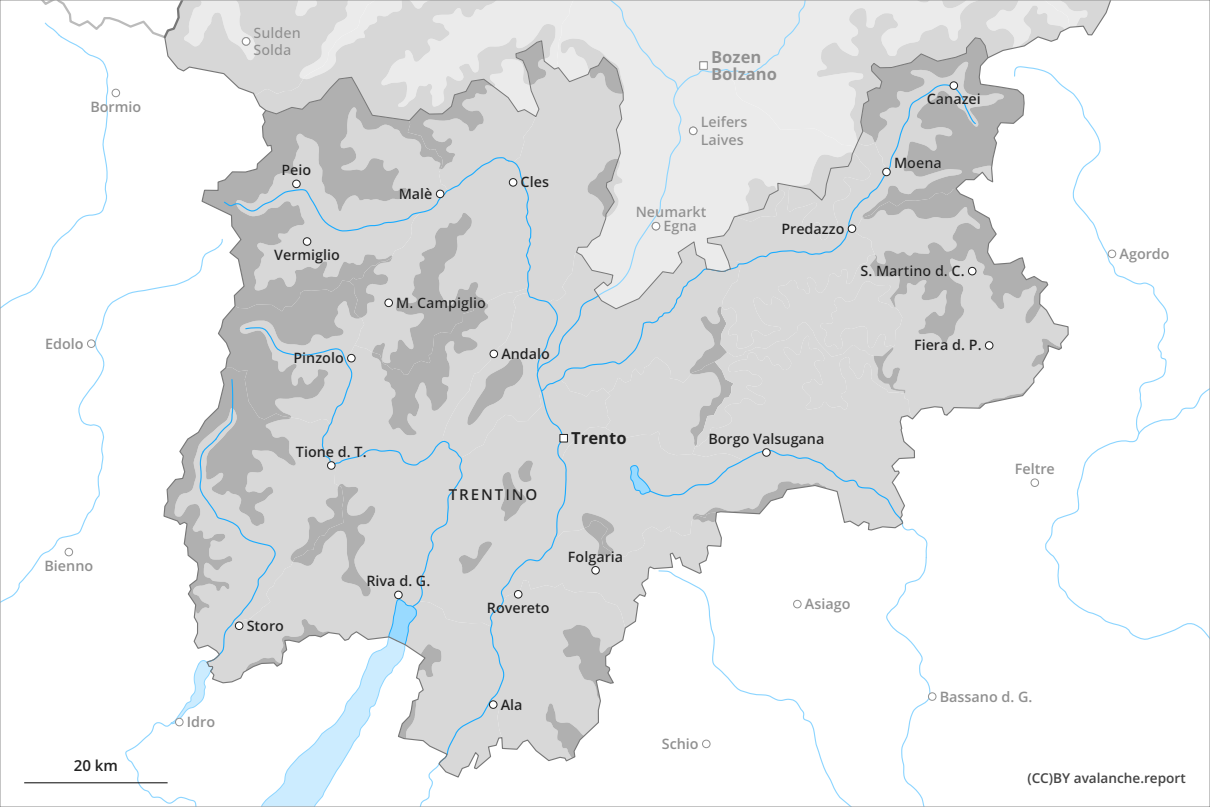 Sulden
Solda
Bozen
Bolzano
Bormio
Canazei
Leifers
Laives
Moena
Peio
Malè
Cles
Neumarkt
Egna
Predazzo
Vermiglio
Agordo
S. Martino d. C.
M. Campiglio
Edolo
Pinzolo
Andalo
Fiera d. P.
Trento
Borgo Valsugana
Tione d. T.
Feltre
TRENTINO
Bienno
Folgaria
Riva d. G.
Rovereto
Asiago
Storo
Bassano d. G.
Ala
Idro
Schio
20 km
(CC)BY avalanche.report